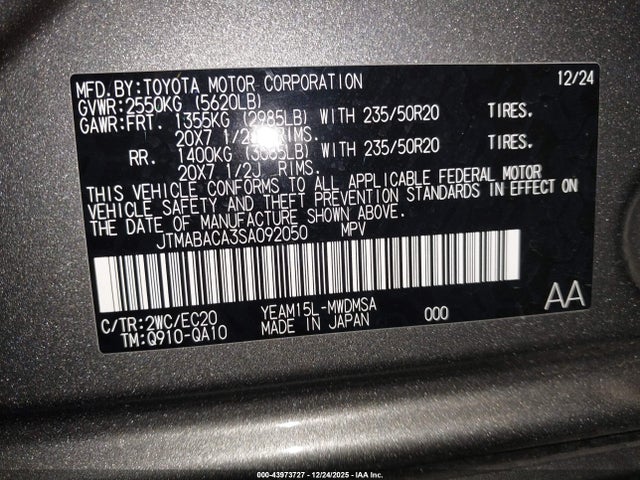 MFD.BY:TOYOTA MOTOR CORPORATION 12/24
GVWR:2550KG (5620LB)
GAWR:FRT. 1355KG (2985LB) WITH 235/50R20 TIRES.
20X7 1/2J RIMS.
RR. 1400KG (3085LB) WITH 235/50R20 TIRES.
20X7 1/2J RIMS.
THIS VEHICLE CONFORMS TO ALL APPLICABLE FEDERAL MOTOR
VEHICLE SAFETY AND THEFT PREVENTION STANDARDS IN EFFECT ON
THE DATE OF MANUFACTURE SHOWN ABOVE.
JTMABACA3SA092050 MPV
C/TR:2WC/EC20 YEAM15L-MWDMSA 000 AA
TM:Q910-QA10 MADE IN JAPAN
000-43973727 - 12/24/2025 - IAA Inc.